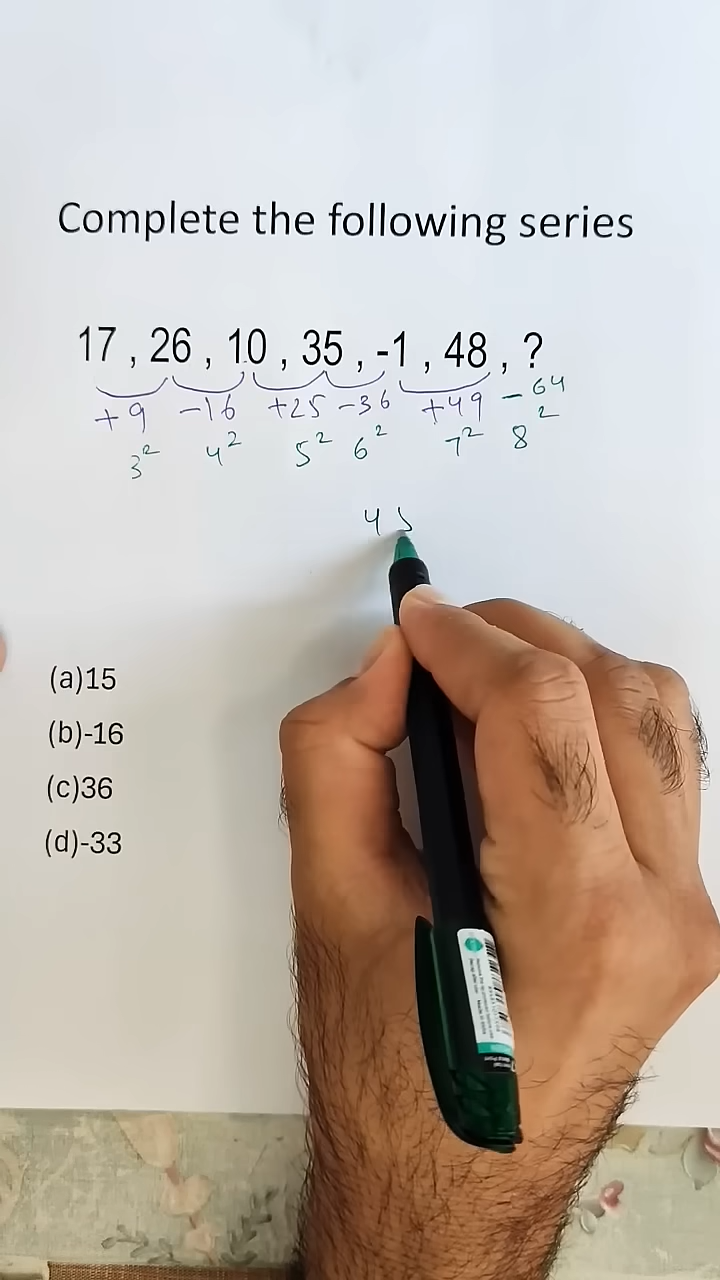 Complete the following series
17 , 26 , 10 , 35 , -1 , 48 , ?
+9 -16 +25 -36 +49 -64
3² 4² 5² 6² 7² 8²
4
(a)15
(b)-16
(c)36
(d)-33